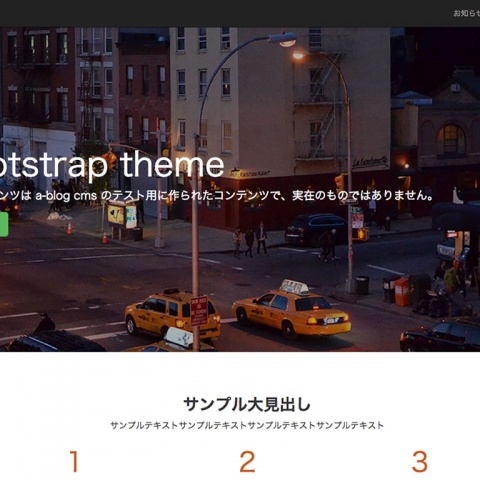 お知らせ
otstrap theme
ンツは a-blog cms のテスト用に作られたコンテンツで、実在のものではありません。
サンプル大見出し
サンプルテキストサンプルテキストサンプルテキストサンプルテキスト
1 2 3